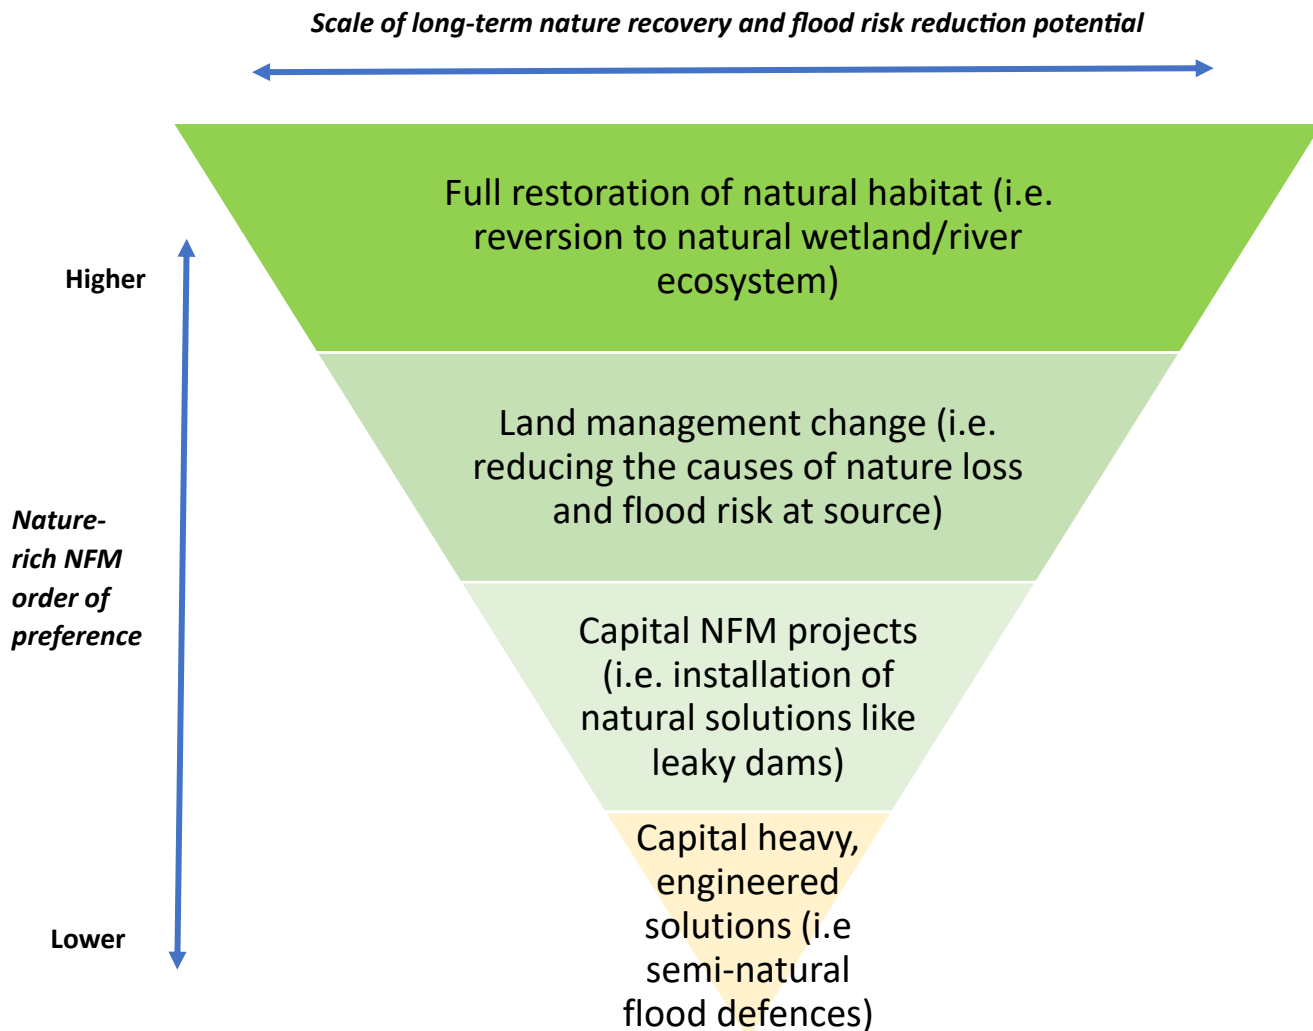 Scale of long-term nature recovery and flood risk reduction potential
Full restoration of natural habitat (i.e.
reversion to natural wetland/river
ecosystem)
Higher
Land management change (i.e.
reducing the causes of nature loss
and flood risk at source)
Nature-
rich NFM
order of
preference
Capital NFM projects
(i.e. installation of
natural solutions like
leaky dams)
Capital heavy,
engineered
solutions (i.e
semi-natural
flood defences)
Lower